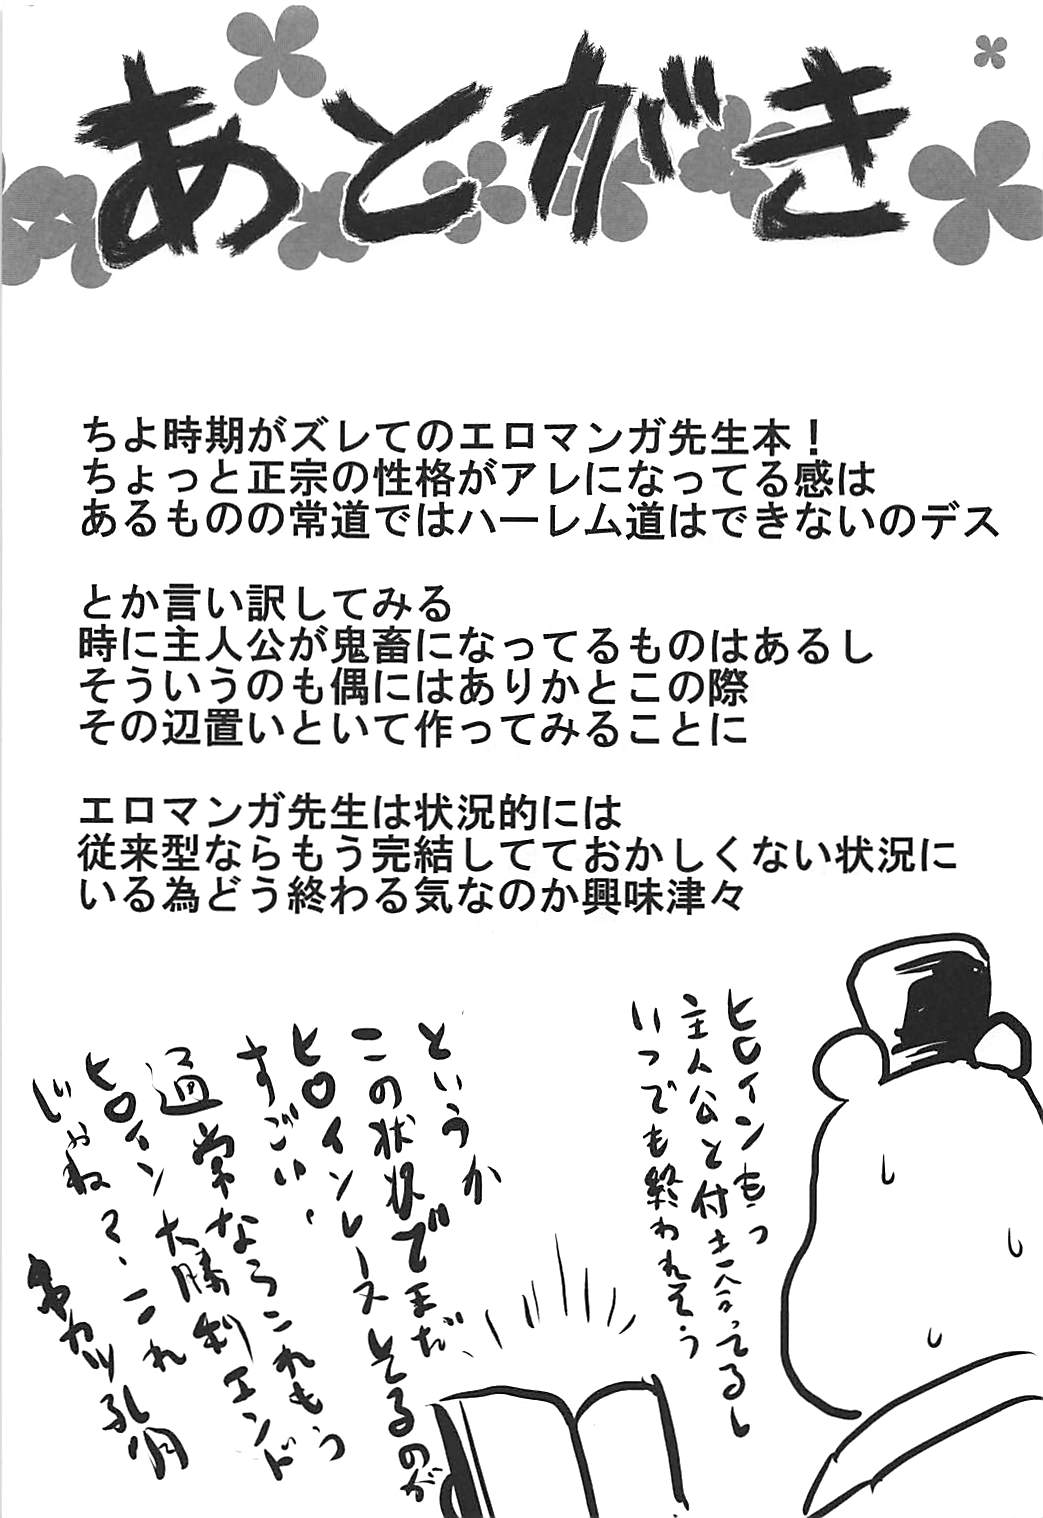 あとがき
ちよ時期がズレてのエロマンガ先生本！
ちょっと正宗の性格がアレになってる感は
あるものの常道ではハーレム道はできないのデス
とか言い訳してみる
時に主人公が鬼畜になってるものはあるし
そういうのも偶にはありかとこの際
その辺置いといて作ってみることに
エロマンガ先生は状況的には
従来型ならもう完結してておかしくない状況に
いる為どう終わる気なのか興味津々
ヒロインもっ
主人公と付き合ってるし
いつでも終われそう
というか
この状況でまだ
ヒロインレースしてるのが
すごい、
通常ならこれもう
ヒロイン大勝利エンド
じゃね？、これ